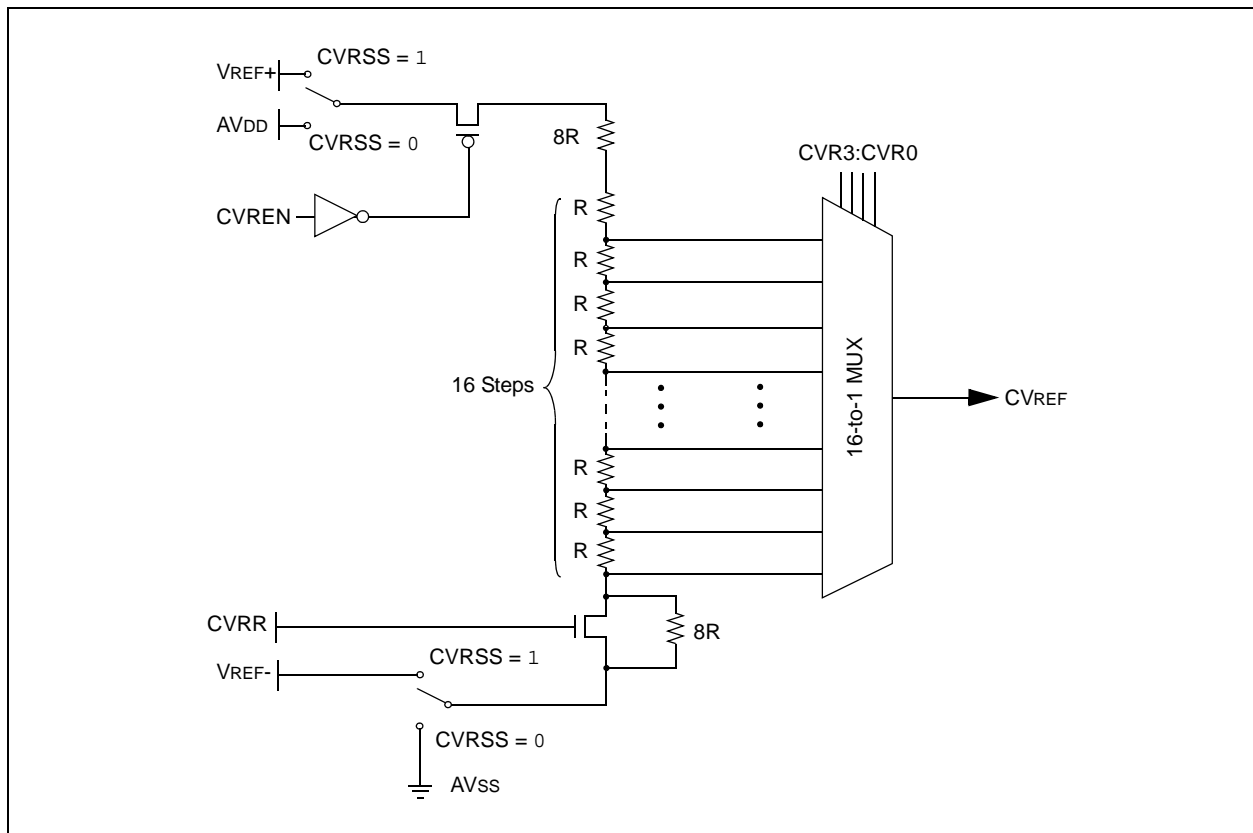 CVRSS = 1
VREF+
AVDD
CVRSS = 0
8R
CVR3:CVR0
CVREN
R
R
R
R
16 Steps
16-to-1 MUX
CVREF
R
R
R
CVRR
8R
CVRSS = 1
VREF-
CVRSS = 0
AVSS